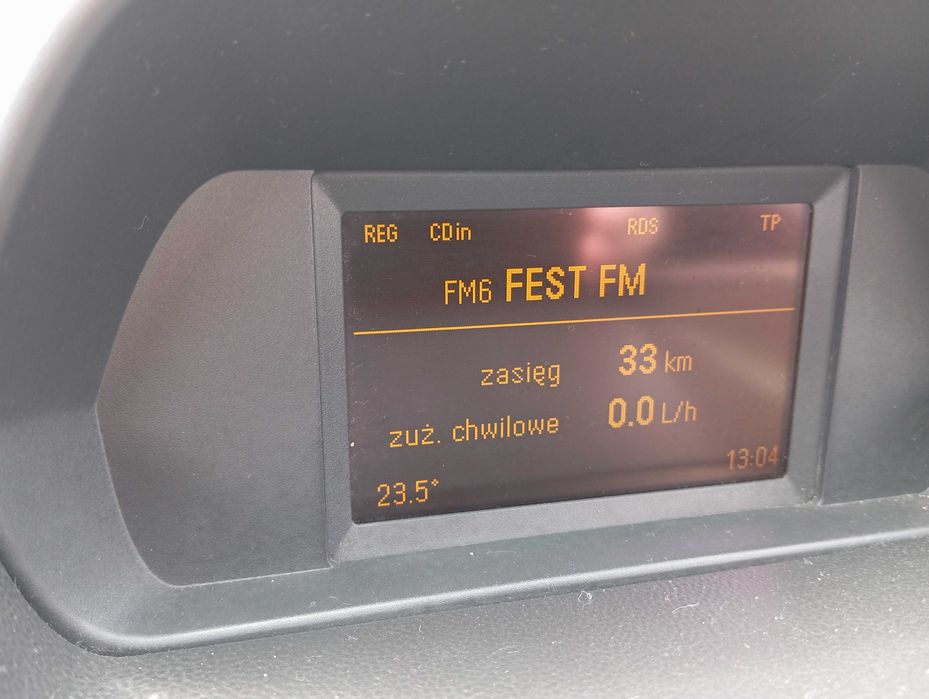 REG CDin RDS TP
FM6 FEST FM
zasięg 33 km
zuż. chwilowe 0.0 L/h
23.5° 13:04